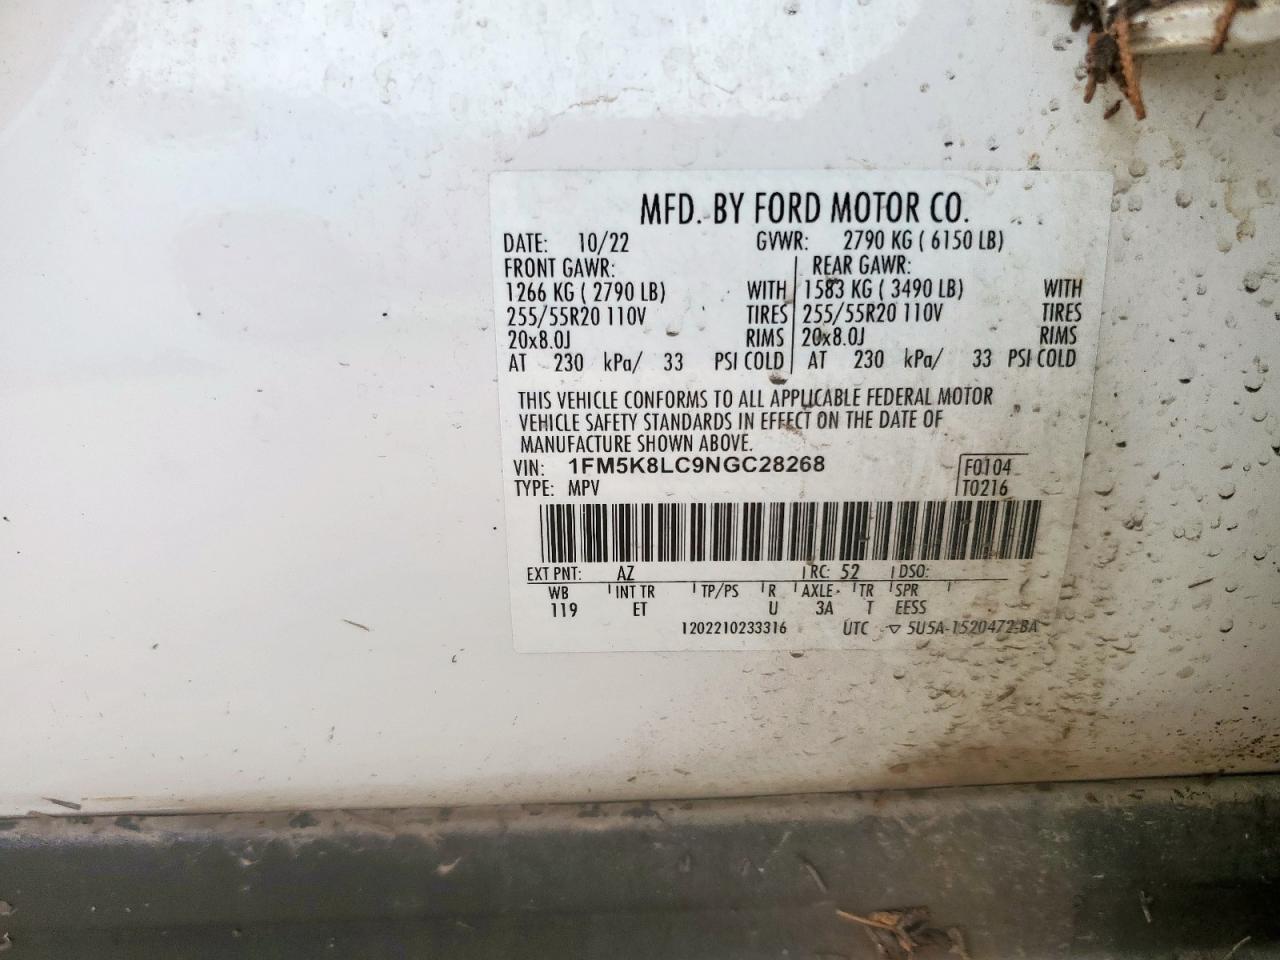 MFD. BY FORD MOTOR CO.
DATE: 10/22 GVWR: 2790 KG ( 6150 LB)
FRONT GAWR: REAR GAWR:
1266 KG ( 2790 LB) WITH 1583 KG ( 3490 LB) WITH
255/55R20 110V TIRES 255/55R20 110V TIRES
20x8.0J RIMS 20x8.0J RIMS
AT 230 kPa/ 33 PSI COLD AT 230 kPa/ 33 PSI COLD
THIS VEHICLE CONFORMS TO ALL APPLICABLE FEDERAL MOTOR
VEHICLE SAFETY STANDARDS IN EFFECT ON THE DATE OF
MANUFACTURE SHOWN ABOVE.
VIN: 1FM5K8LC9NGC28268 F0104
TYPE: MPV T0216
EXT PNT: AZ RC: 52 DSO:
WB INT TR TP/PS R AXLE TR SPR
119 ET U 3A T EESS
1202210233316 UTC ▽ 5U5A-1520472-BA